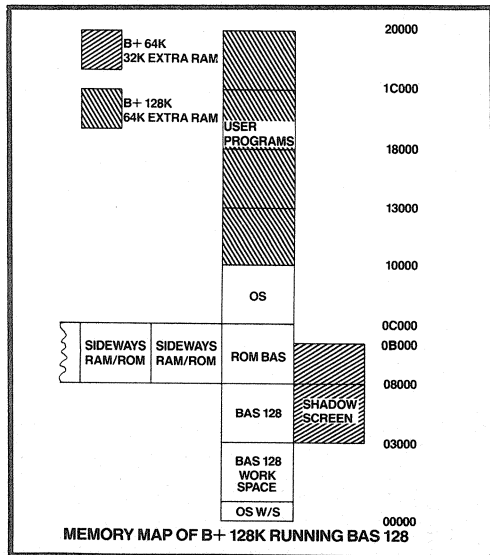 B+ 64K
32K EXTRA RAM
B+ 128K
64K EXTRA RAM
20000
1C000
USER
PROGRAMS
18000
13000
10000
OS
0C000
SIDEWAYS
RAM/ROM
SIDEWAYS
RAM/ROM
ROM BAS
0B000
08000
BAS 128
SHADOW
SCREEN
03000
BAS 128
WORK
SPACE
OS W/S
00000
MEMORY MAP OF B+ 128K RUNNING BAS 128